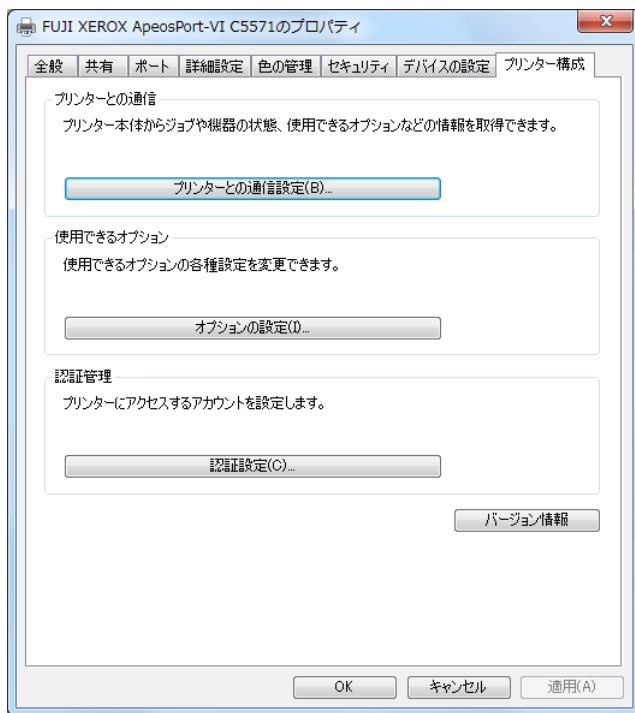 FUJI XEROX ApeosPort-VI C5571のプロパティ
全般 共有 ポート 詳細設定 色の管理 セキュリティ デバイスの設定 プリンター構成
プリンターとの通信
プリンター本体からジョブや機器の状態、使用できるオプションなどの情報を取得できます。
プリンターとの通信設定(B)...
使用できるオプション
使用できるオプションの各種設定を変更できます。
オプションの設定(I)...
認証管理
プリンターにアクセスするアカウントを設定します。
認証設定(C)...
バージョン情報
OK キャンセル 適用(A)